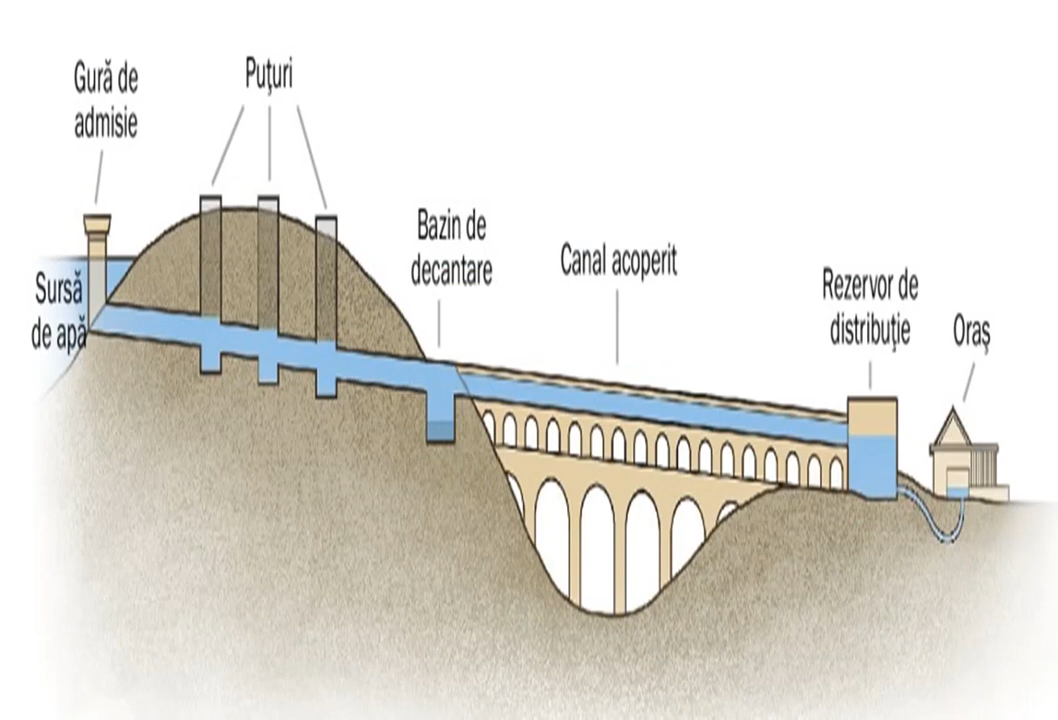 Gură de
admisie
Puţuri
Sursă
de apă
Bazin de
decantare
Canal acoperit
Rezervor de
distribuţie
Oraş